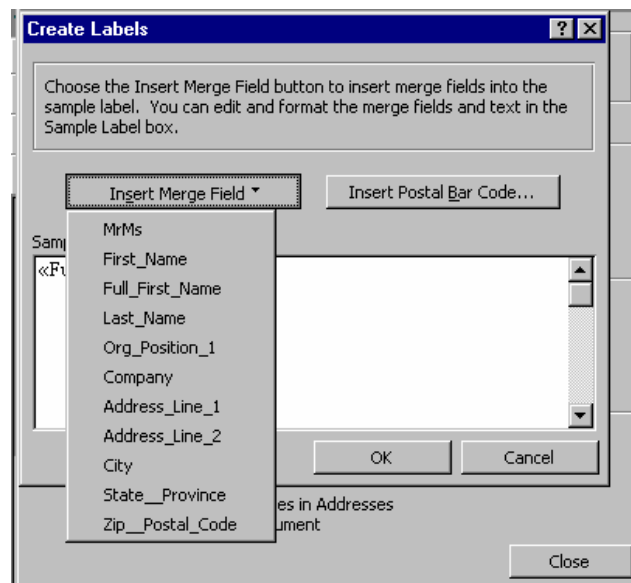 Create Labels
Choose the Insert Merge Field button to insert merge fields into the
sample label. You can edit and format the merge fields and text in the
Sample Label box.
Insert Merge Field Insert Postal Bar Code...
MrMs
First_Name
Full_First_Name
Last_Name
Org_Position_1
Company
Address_Line_1
Address_Line_2
City
State__Province
Zip__Postal_Code
OK Cancel
in Addresses
Close